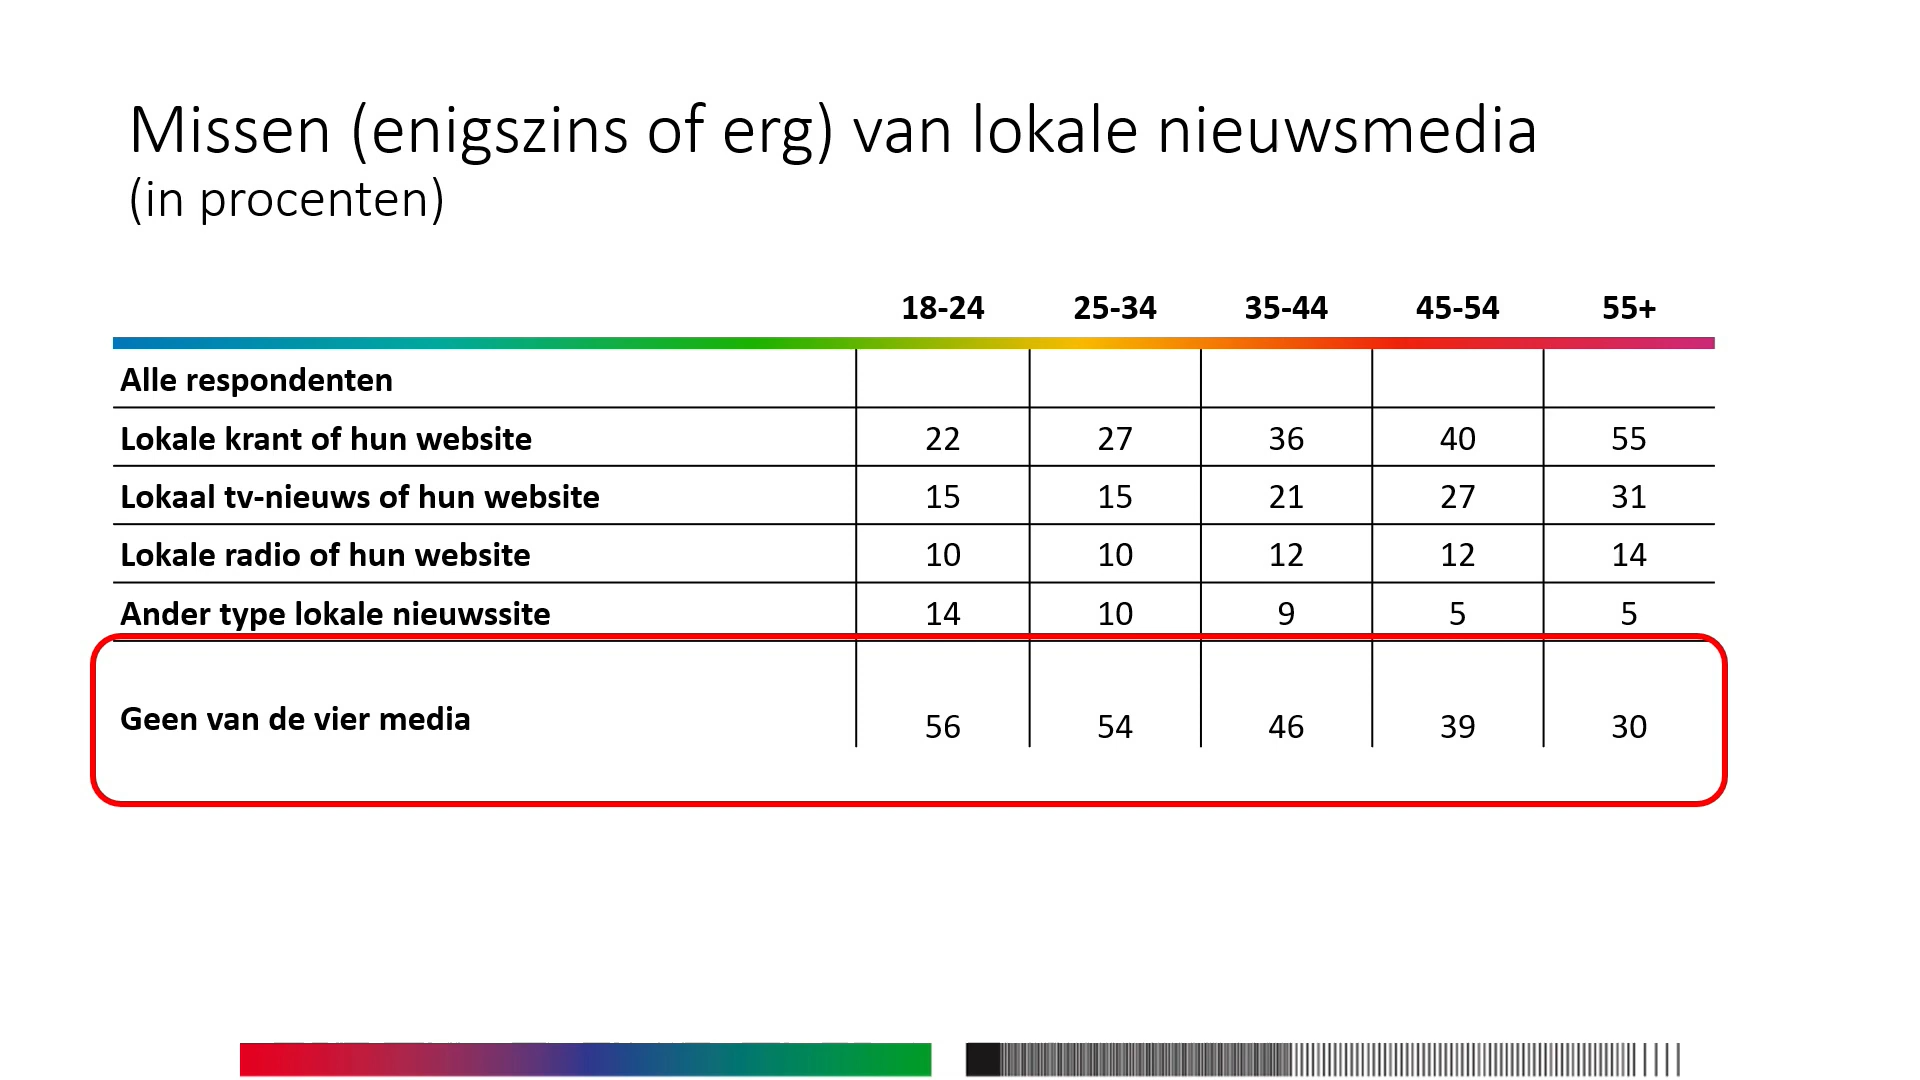 Missen (enigszins of erg) van lokale nieuwsmedia
(in procenten)
18-24 25-34 35-44 45-54 55+
Alle respondenten
Lokale krant of hun website 22 27 36 40 55
Lokaal tv-nieuws of hun website 15 15 21 27 31
Lokale radio of hun website 10 10 12 12 14
Ander type lokale nieuwssite 14 10 9 5 5
Geen van de vier media 56 54 46 39 30